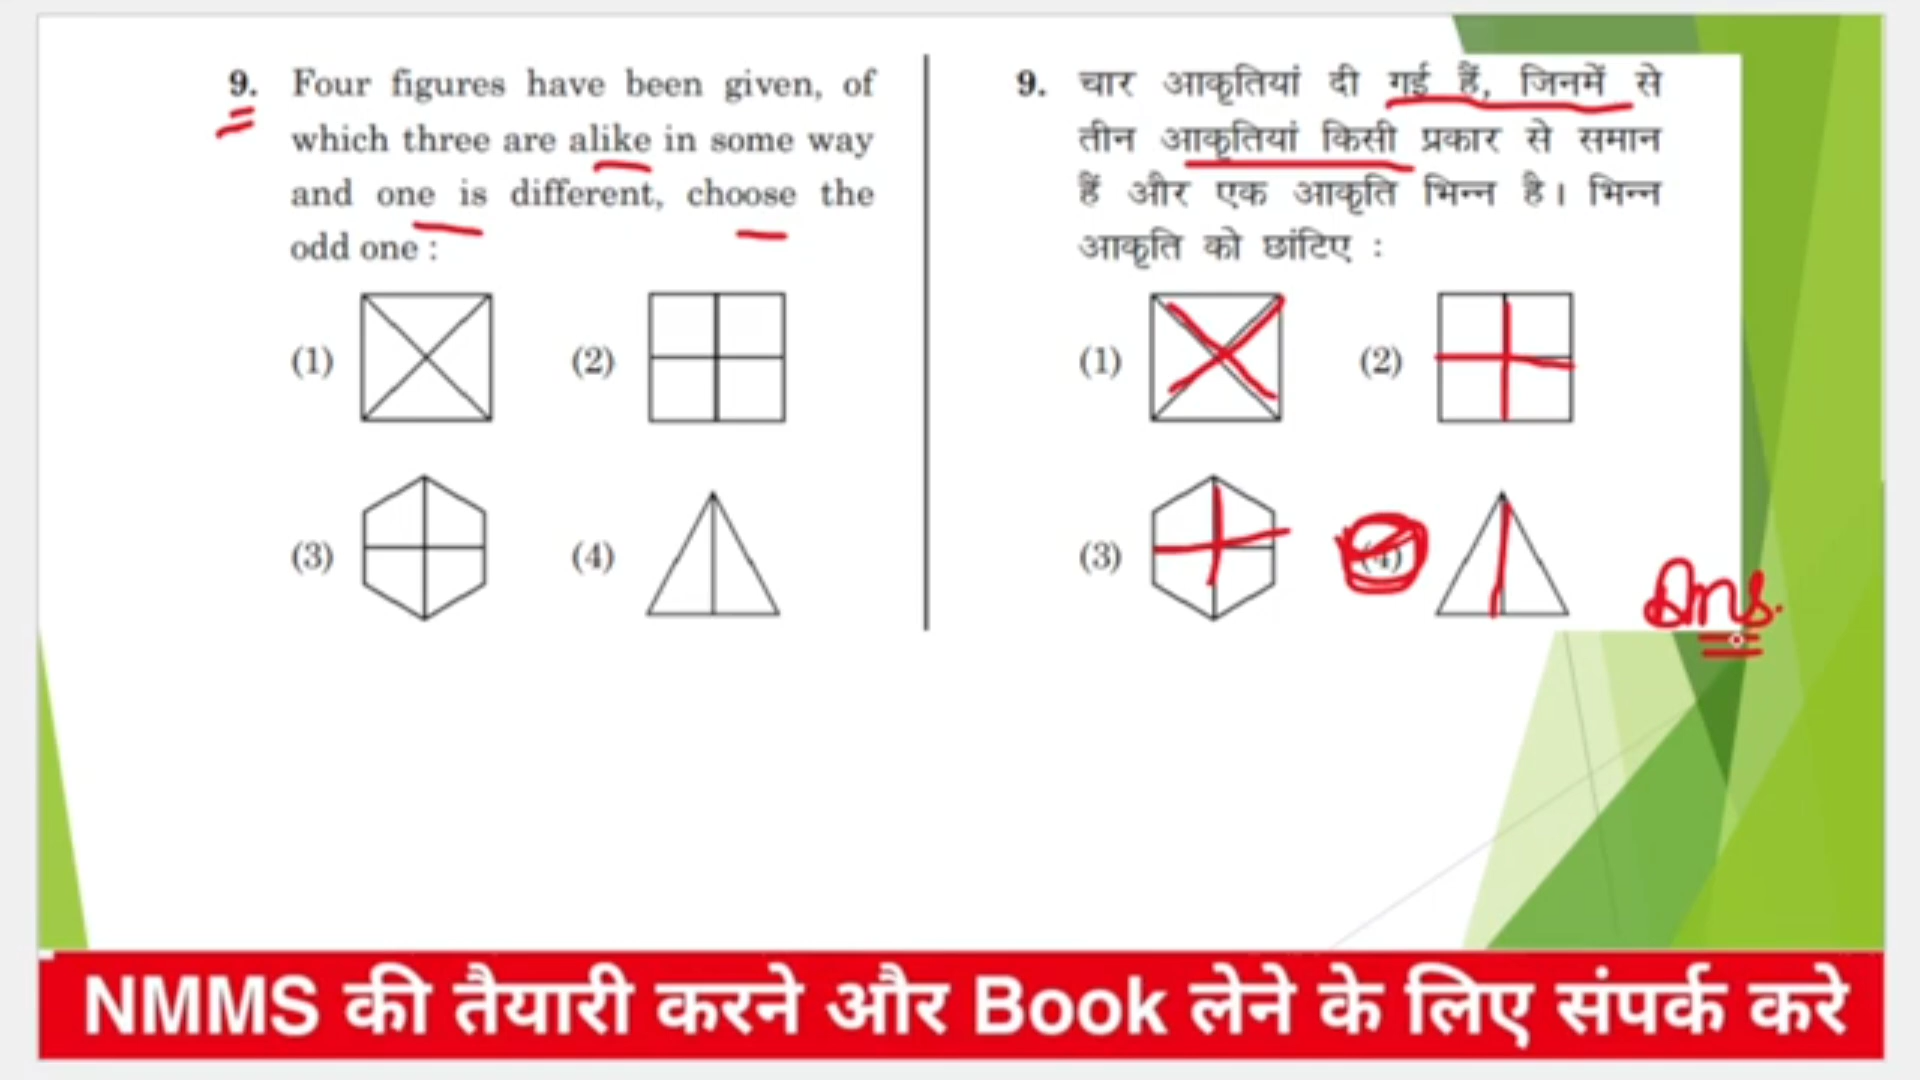 9. Four figures have been given, of
which three are alike in some way
and one is different, choose the
odd one :
(1)
(2)
(3)
(4)
9. चार आकृतियां दी गई हैं, जिनमें से
तीन आकृतियां किसी प्रकार से समान
हैं और एक आकृति भिन्न है। भिन्न
आकृति को छांटिए :
(1)
(2)
(3)
(4)
Ans.
NMMS की तैयारी करने और Book लेने के लिए संपर्क करे